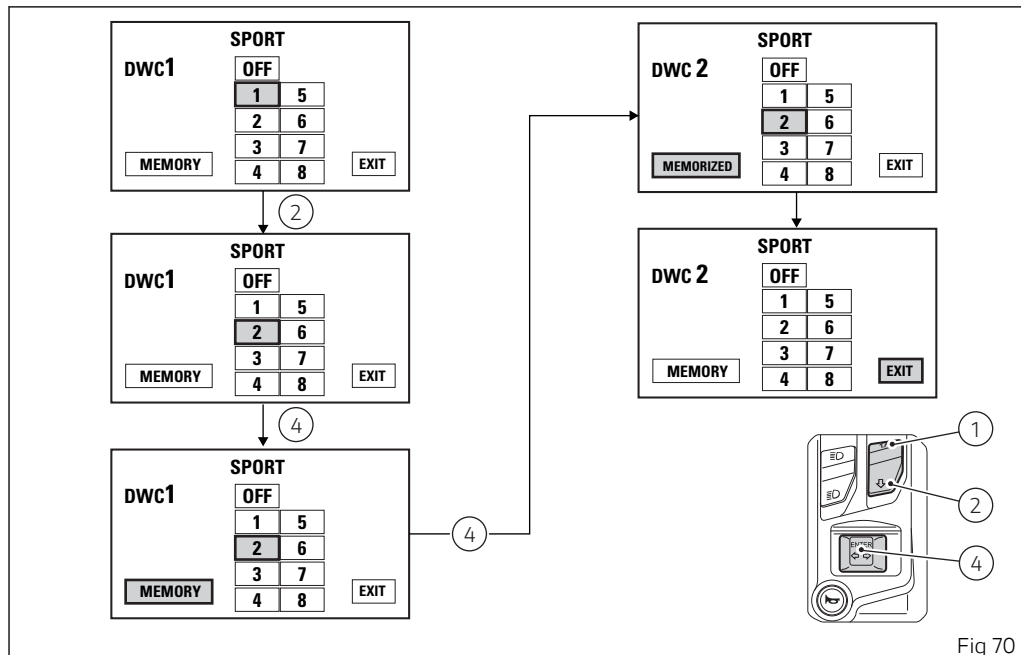 SPORT
DWC1
OFF
1 5
2 6
3 7
4 8
MEMORY
EXIT
2
SPORT
DWC1
OFF
1 5
2 6
3 7
4 8
MEMORY
EXIT
4
SPORT
DWC1
OFF
1 5
2 6
3 7
4 8
MEMORY
EXIT
4
SPORT
DWC 2
OFF
1 5
2 6
3 7
4 8
MEMORIZED
EXIT
SPORT
DWC 2
OFF
1 5
2 6
3 7
4 8
MEMORY
EXIT
1
2
ENTER
4
Fig 70